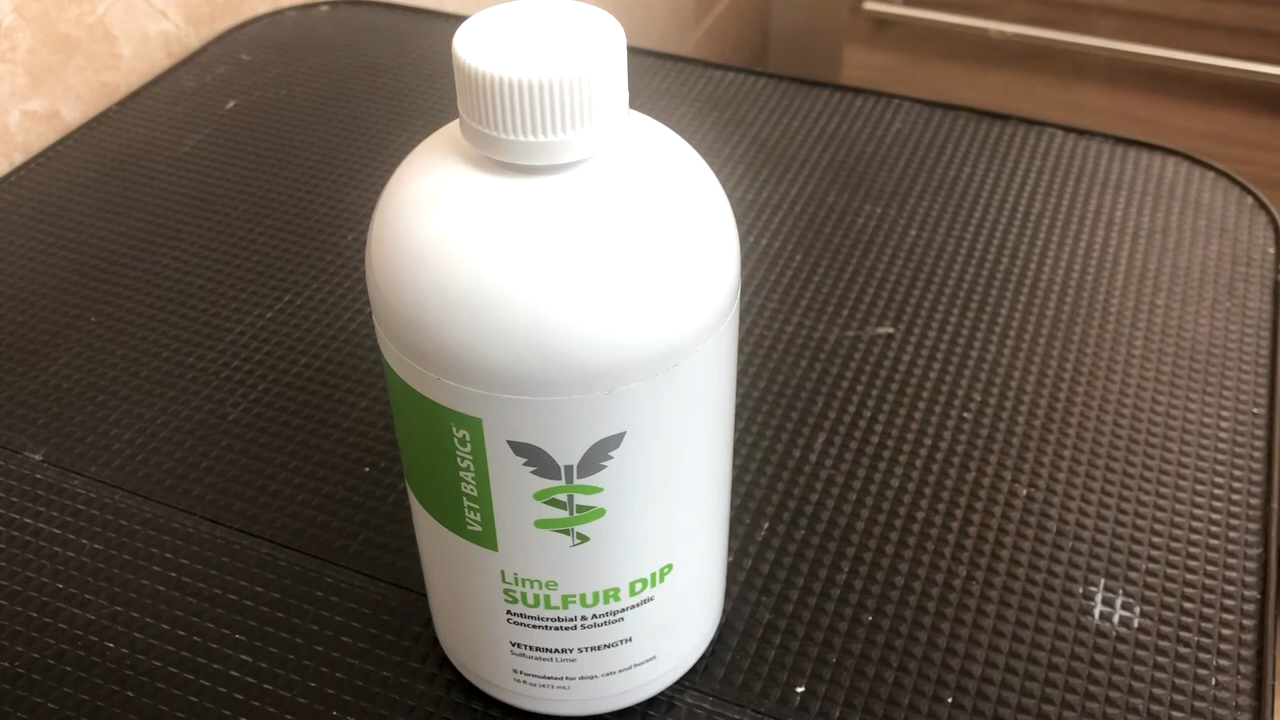 VET BASICS
Lime
SULFUR DIP
Antimicrobial & Antiparasitic
Concentrated Solution
VETERINARY STRENGTH
Sulfurated Lime
Formulated for dogs, cats and horses
16 fl oz (473 mL)